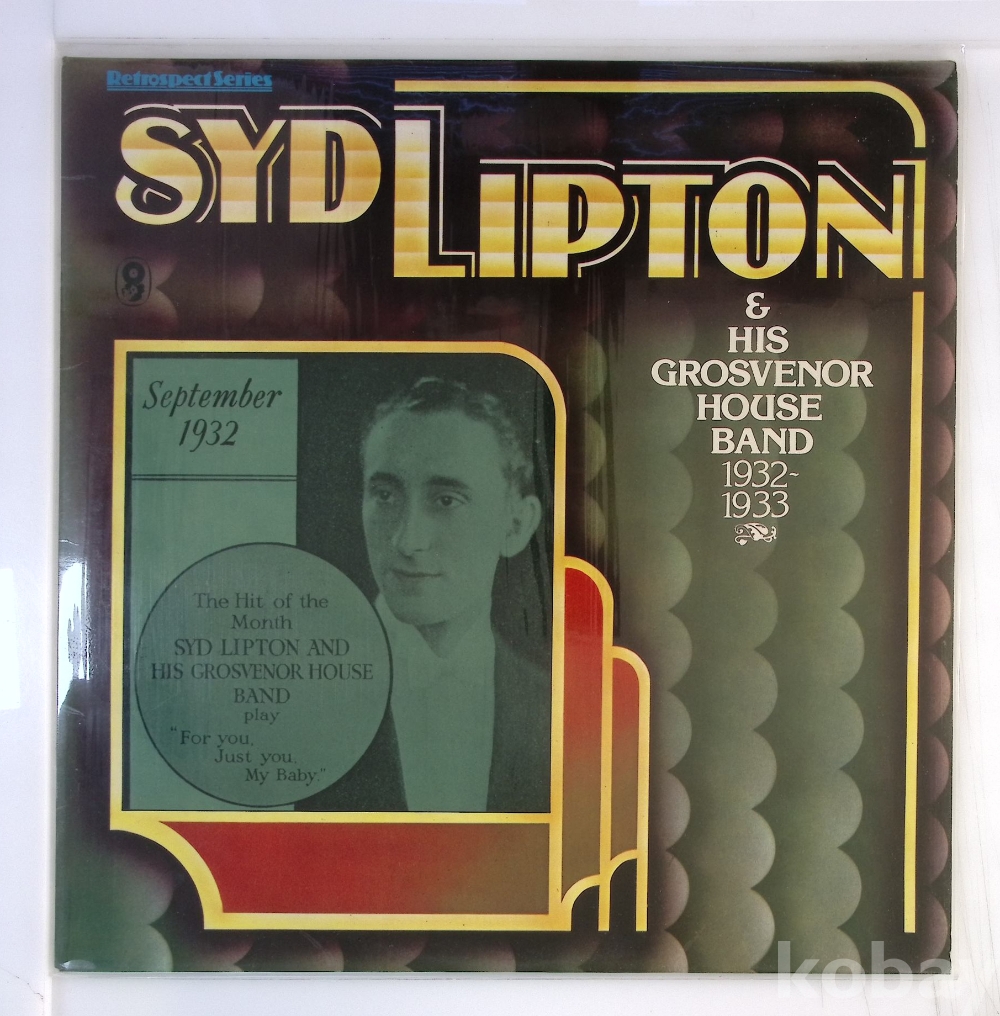 Retrospect Series
SYD LIPTON
&
HIS
GROSVENOR
HOUSE
BAND
1932-
1933
September
1932
The Hit of the
Month
SYD LIPTON AND
HIS GROSVENOR HOUSE
BAND
play
"For you,
Just you,
My Baby."